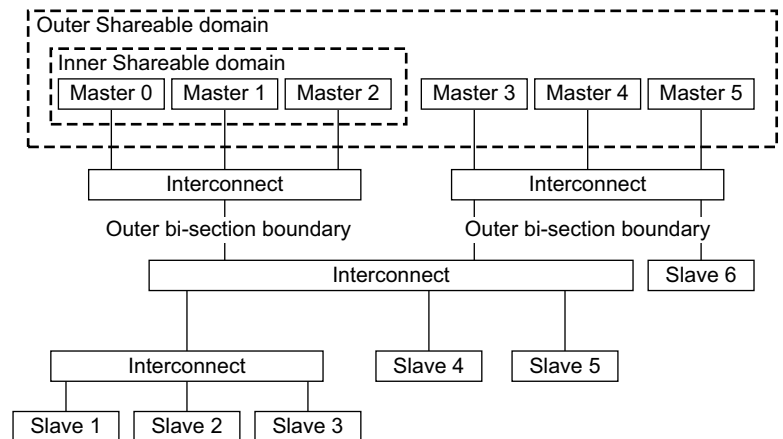 Outer Shareable domain
Inner Shareable domain
Master 0 Master 1 Master 2 Master 3 Master 4 Master 5
Interconnect Interconnect
Outer bi-section boundary Outer bi-section boundary
Interconnect Slave 6
Interconnect Slave 4 Slave 5
Slave 1 Slave 2 Slave 3